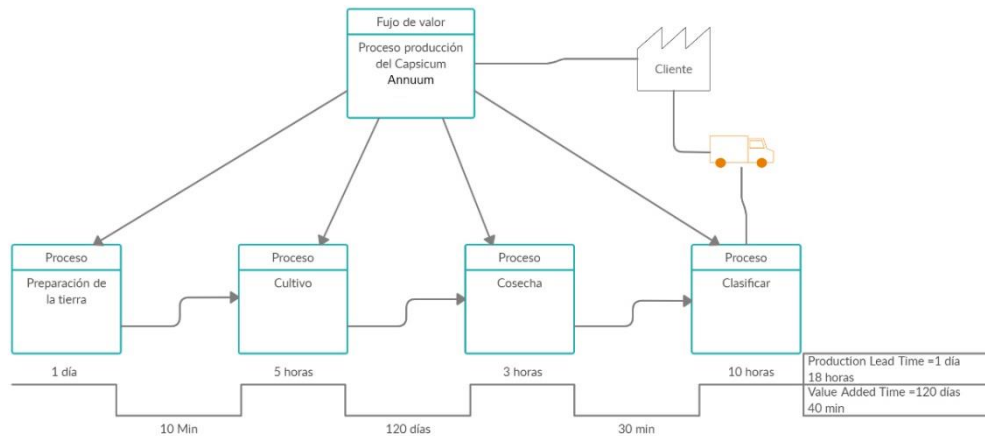 Fujo de valor
Proceso producción
del Capsicum
Annuum
Cliente
Proceso
Preparación de
la tierra
Proceso
Cultivo
Proceso
Cosecha
Proceso
Clasificar
1 día
5 horas
3 horas
10 horas
10 Min
120 días
30 min
Production Lead Time =1 día
18 horas
Value Added Time =120 días
40 min